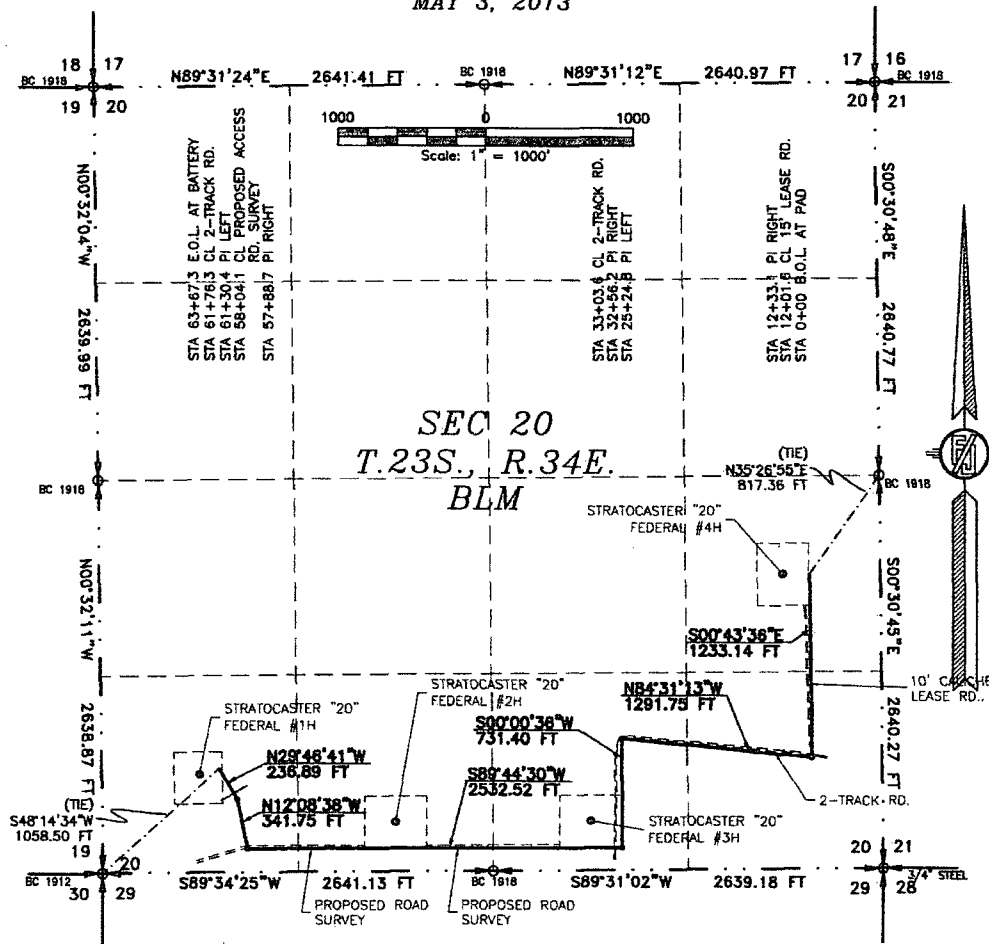 MAY 3, 2013
18 17
17 16
BC 1918
N89°31'24"E 2641.41 FT
BC 1918
N89°31'12"E 2640.97 FT
BC 1918
19 20
20 21
1000 0 1000
Scale: 1" = 1000'
N00°32'04"W 2639.99 FT
STA 63+67.3 E.O.L. AT BATTERY
STA 61+76.3 CL 2-TRACK RD.
STA 61+30.4 PI LEFT
STA 58+04.1 CL PROPOSED ACCESS
RD. SURVEY
STA 57+88.7 PI RIGHT
STA 33+03.6 CL 2-TRACK RD.
STA 32+56.2 PI RIGHT
STA 25+24.8 PI LEFT
STA 12+33.1 PI RIGHT
STA 12+01.6 CL 15' LEASE RD.
STA 0+00 B.O.L. AT PAD
S00°30'48"E 2640.77 FT
SEC 20
T.23S., R.34E.
BLM
(TIE)
N35°26'55"E
817.36 FT
BC 1918
BC 1918
STRATOCASTER "20"
FEDERAL #4H
N00°32'11"W 2638.87 FT
S00°30'45"E 2640.27 FT
S00°43'36"E
1233.14 FT
10' CALICHE
LEASE RD..
STRATOCASTER "20"
FEDERAL #2H
N84°31'13"W
1291.75 FT
STRATOCASTER "20"
FEDERAL #1H
S00°00'38"W
731.40 FT
N29°46'41"W
236.89 FT
S89°44'30"W
2532.52 FT
N12°08'38"W
341.75 FT
2-TRACK RD.
(TIE)
S48°14'34"W
1058.50 FT
STRATOCASTER "20"
FEDERAL #3H
19 20
20 21
BC 1912
30 29
S89°34'25"W 2641.13 FT
BC 1918
S89°31'02"W 2639.18 FT
29 28
3/4" STEEL
PROPOSED ROAD
SURVEY
PROPOSED ROAD
SURVEY